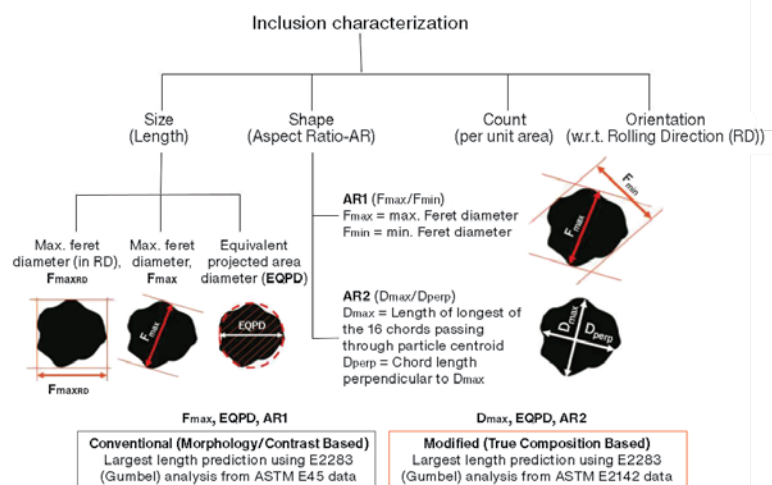 Inclusion characterization
Size
(Length)
Shape
(Aspect Ratio-AR)
Count
(per unit area)
Orientation
(w.r.t. Rolling Direction (RD))
Max. feret
diameter (in RD),
FmaxRD
Max. feret
diameter,
Fmax
Equivalent
projected area
diameter (EQPD)
FmaxRD
Fmax
EQPD
AR1 (Fmax/Fmin)
Fmax = max. Feret diameter
Fmin = min. Feret diameter
Fmax
Fmin
AR2 (Dmax/Dperp)
Dmax = Length of longest of
the 16 chords passing
through particle centroid
Dperp = Chord length
perpendicular to Dmax
Dmax
Dperp
Fmax, EQPD, AR1
Conventional (Morphology/Contrast Based)
Largest length prediction using E2283
(Gumbel) analysis from ASTM E45 data
Dmax, EQPD, AR2
Modified (True Composition Based)
Largest length prediction using E2283
(Gumbel) analysis from ASTM E2142 data